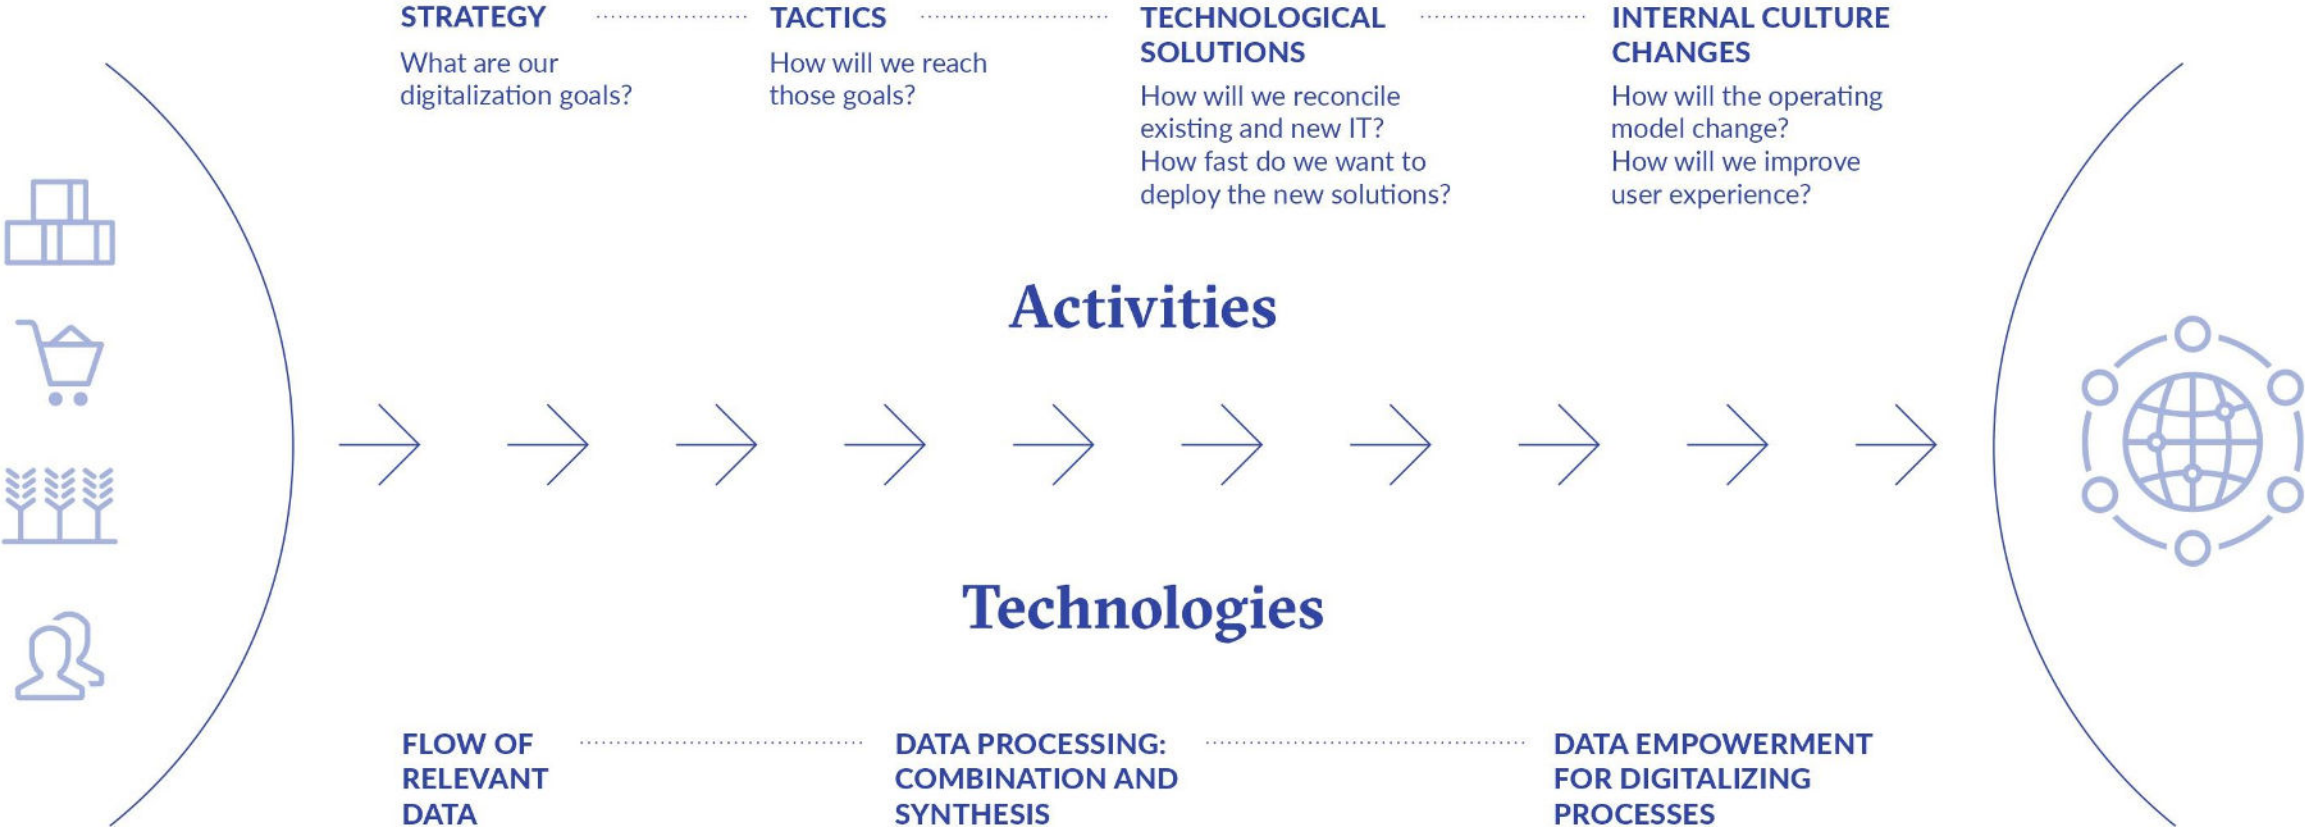 STRATEGY
What are our
digitalization goals?
TACTICS
How will we reach
those goals?
TECHNOLOGICAL
SOLUTIONS
How will we reconcile
existing and new IT?
How fast do we want to
deploy the new solutions?
INTERNAL CULTURE
CHANGES
How will the operating
model change?
How will we improve
user experience?
Activities
Technologies
FLOW OF
RELEVANT
DATA
DATA PROCESSING:
COMBINATION AND
SYNTHESIS
DATA EMPOWERMENT
FOR DIGITALIZING
PROCESSES